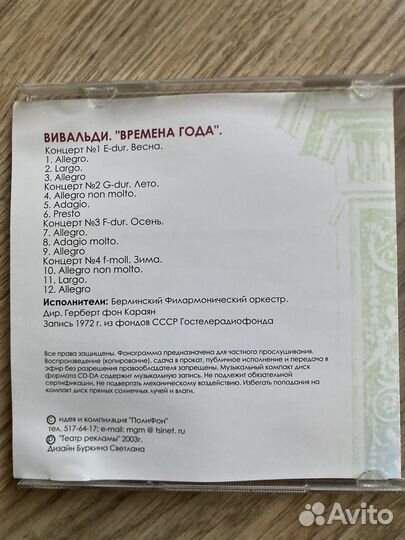 ВИВАЛЬДИ. "ВРЕМЕНА ГОДА".
Концерт №1 E-dur. Весна.
1. Allegro.
2. Largo.
3. Allegro
Концерт №2 G-dur. Лето.
4. Allegro non molto.
5. Adagio.
6. Presto
Концерт №3 F-dur. Осень.
7. Allegro.
8. Adagio molto.
9. Allegro
Концерт №4 f-moll. Зима.
10. Allegro non molto.
11. Largo.
12. Allegro
Исполнители: Берлинский Филармонический оркестр.
Дир. Герберт фон Караян
Запись 1972 г. из фондов СССР Гостелерадиофонда
Все права защищены. Фонограмма предназначена для частного прослушивания.
Воспроизведение (копирование), сдача в прокат, публичное исполнение и передача в
эфир без разрешения правообладателя запрещены. Музыкальный компакт диск
формата CD-DA содержит музыкальную запись. Не подлежит обязательной
сертификации. Не подвергать механическому воздействию. Избегать попадания на
компакт диск прямых солнечных лучей и влаги.
© идея и компиляция "ПолиФон"
тел. 517-64-17; e-mail: mgm @ tsinet. ru
℗ "Театр рекламы" 2003г.
Дизайн Буркина Светлана
Avito